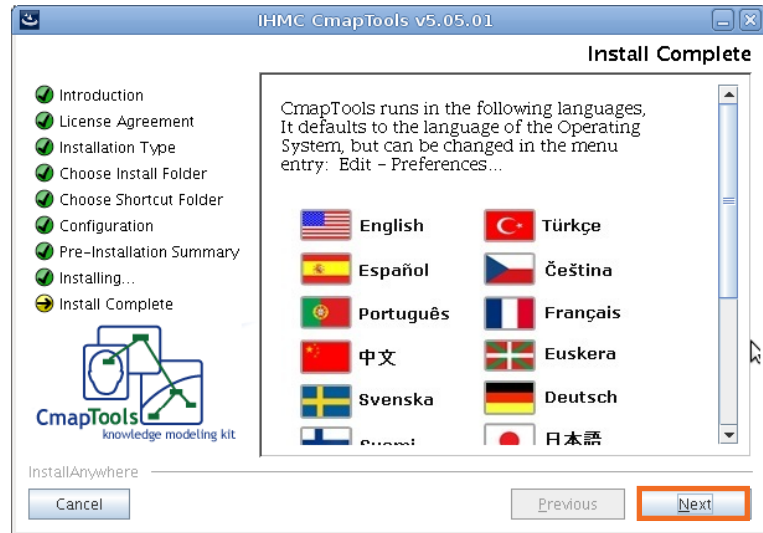 IHMC CmapTools v5.05.01
Install Complete
Introduction
License Agreement
Installation Type
Choose Install Folder
Choose Shortcut Folder
Configuration
Pre-Installation Summary
Installing...
Install Complete
CmapTools
knowledge modeling kit
CmapTools runs in the following languages,
It defaults to the language of the Operating
System, but can be changed in the menu
entry: Edit – Preferences...
English
Türkçe
Español
Čeština
Português
Français
中文
Euskera
Svenska
Deutsch
Suomi
日本語
InstallAnywhere
Cancel
Previous
Next